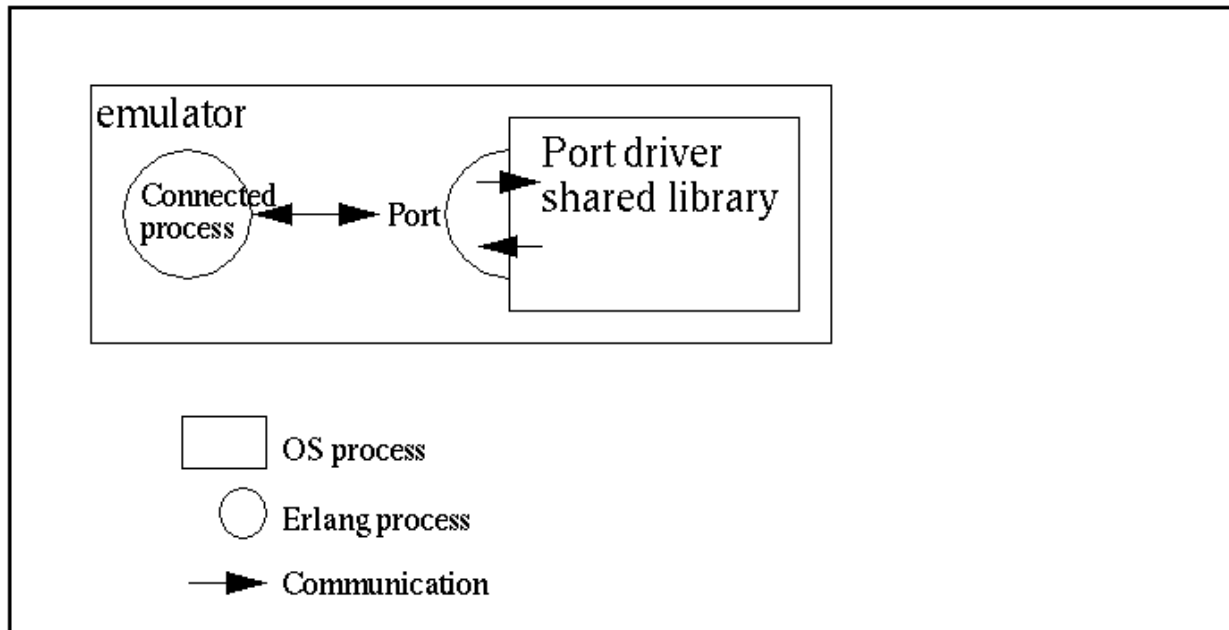 emulator
Connected
process
Port
Port driver
shared library
OS process
Erlang process
Communication